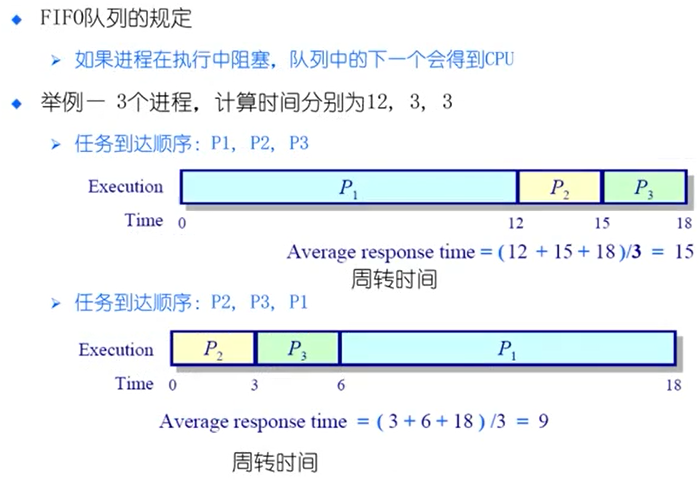 FIFO队列的规定
如果进程在执行中阻塞, 队列中的下一个会得到CPU
举例一 3个进程, 计算时间分别为12, 3, 3
任务到达顺序: P1, P2, P3
Execution P1 P2 P3
Time 0 12 15 18
Average response time = (12 + 15 + 18)/3 = 15
周转时间
任务到达顺序: P2, P3, P1
Execution P2 P3 P1
Time 0 3 6 18
Average response time = ( 3 + 6 + 18 ) /3 = 9
周转时间